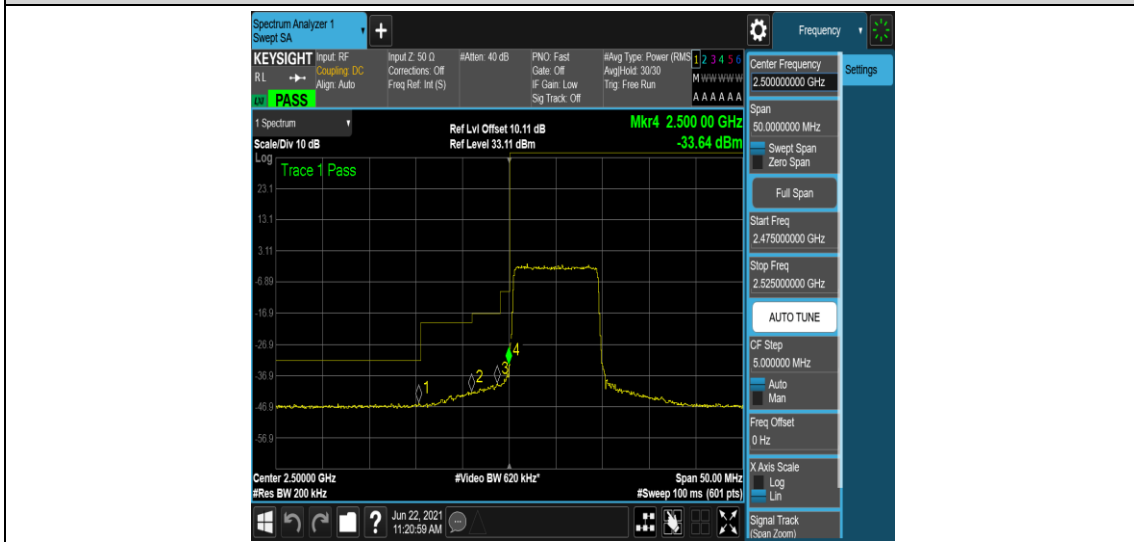 Spectrum Analyzer 1
Swept SA
+
Frequency
KEYSIGHT
RL
PASS
Input: RF
Coupling: DC
Align: Auto
Input Z: 50 Ω
Corrections: Off
Freq Ref: Int (S)
#Atten: 40 dB
PNO: Fast
Gate: Off
IF Gain: Low
Sig Track: Off
#Avg Type: Power (RMS
Avg|Hold: 30/30
Trig: Free Run
1 2 3 4 5 6
M W W W W W
A A A A A A
1 Spectrum
Scale/Div 10 dB
Ref Lvl Offset 10.11 dB
Ref Level 33.11 dBm
Mkr4 2.500 00 GHz
-33.64 dBm
Log
Trace 1 Pass
23.1
13.1
3.11
-6.89
-16.9
-26.9
-36.9
-46.9
-56.9
1
2
3
4
Center 2.50000 GHz
#Res BW 200 kHz
#Video BW 620 kHz*
Span 50.00 MHz
#Sweep 100 ms (601 pts)
?
Jun 22, 2021
11:20:59 AM
Center Frequency
2.500000000 GHz
Settings
Span
50.0000000 MHz
Swept Span
Zero Span
Full Span
Start Freq
2.475000000 GHz
Stop Freq
2.525000000 GHz
AUTO TUNE
CF Step
5.000000 MHz
Auto
Man
Freq Offset
0 Hz
X Axis Scale
Log
Lin
Signal Track
(Span Zoom)